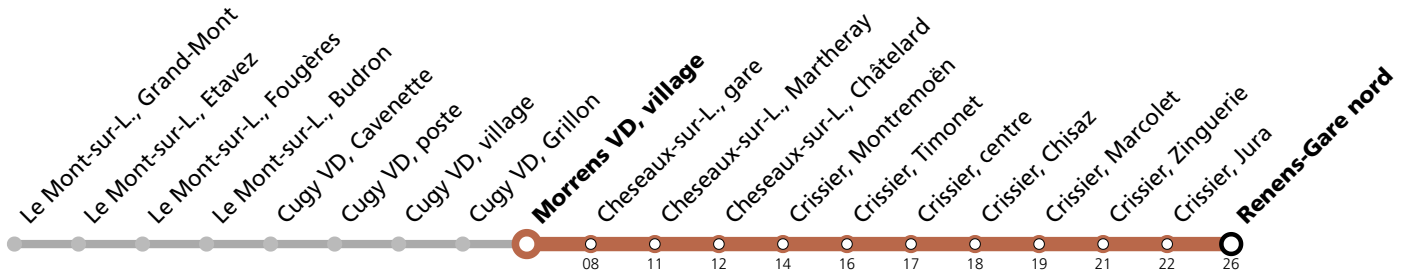 Le Mont-sur-L., Grand-Mont
Le Mont-sur-L., Etavez
Le Mont-sur-L., Fougères
Le Mont-sur-L., Budron
Cugy VD, Cavenette
Cugy VD, poste
Cugy VD, village
Cugy VD, Grillon
Morrens VD, village
Cheseaux-sur-L., gare
Cheseaux-sur-L., Martheray
Cheseaux-sur-L., Châtelard
Crissier, Montremoën
Crissier, Timonet
Crissier, centre
Crissier, Chisaz
Crissier, Marcolet
Crissier, Zinguerie
Crissier, Jura
Renens-Gare nord
08 11 12 14 16 17 18 19 21 22 26